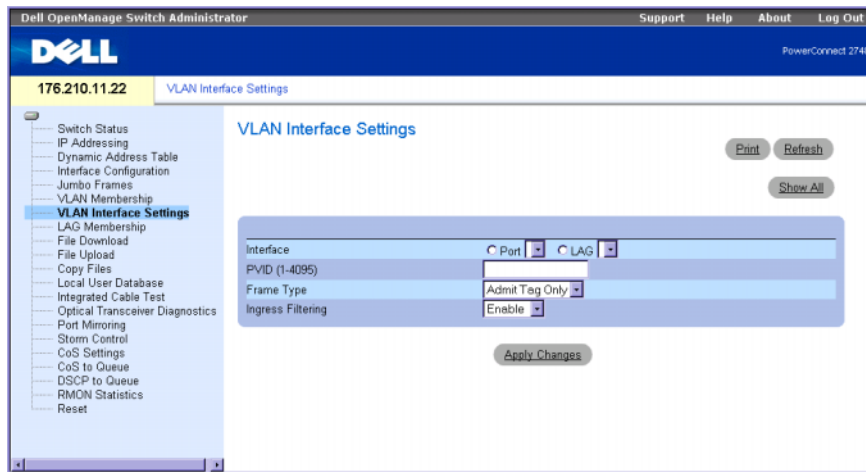 Dell OpenManage Switch Administrator
Support Help About Log Out
DELL
PowerConnect 2748
176.210.11.22
VLAN Interface Settings
Switch Status
IP Addressing
Dynamic Address Table
Interface Configuration
Jumbo Frames
VLAN Membership
VLAN Interface Settings
LAG Membership
File Download
File Upload
Copy Files
Local User Database
Integrated Cable Test
Optical Transceiver Diagnostics
Port Mirroring
Storm Control
CoS Settings
CoS to Queue
DSCP to Queue
RMON Statistics
Reset
VLAN Interface Settings
Print Refresh
Show All
Interface Port LAG
PVID (1-4095)
Frame Type Admit Tag Only
Ingress Filtering Enable
Apply Changes